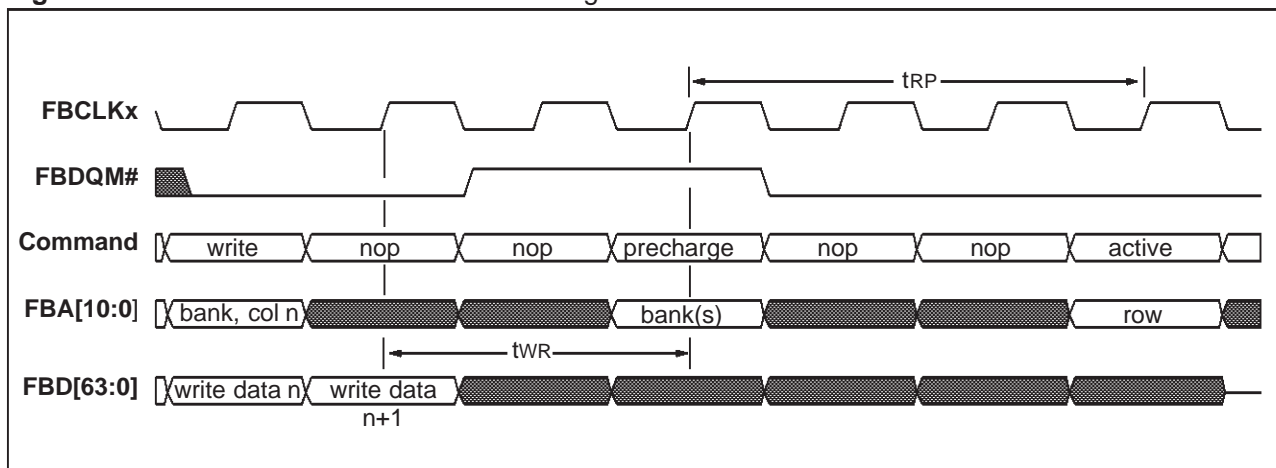 tRP
FBCLKx
FBDQM#
Command write nop nop precharge nop nop active
FBA[10:0] bank, col n bank(s) row
tWR
FBD[63:0] write data n write data
n+1